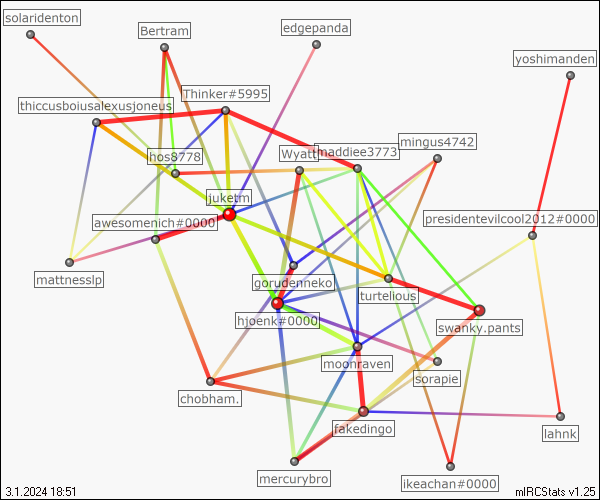 solaridenton
Bertram
edgepanda
yoshimanden
thiccusboiusalexusjoneus
Thinker#5995
hos8778
Wyatt
maddiee3773
mingus4742
juketm
awesomerich#0000
presidentevilcool2012#0000
mattnesslp
gorudenneko
turtelious
hjoenk#0000
swanky.pants
moonraven
sorapie
chobham.
fakedingo
lahnk
mercurybro
ikeachan#0000
3.1.2024 18:51
mIRCStats v1.25